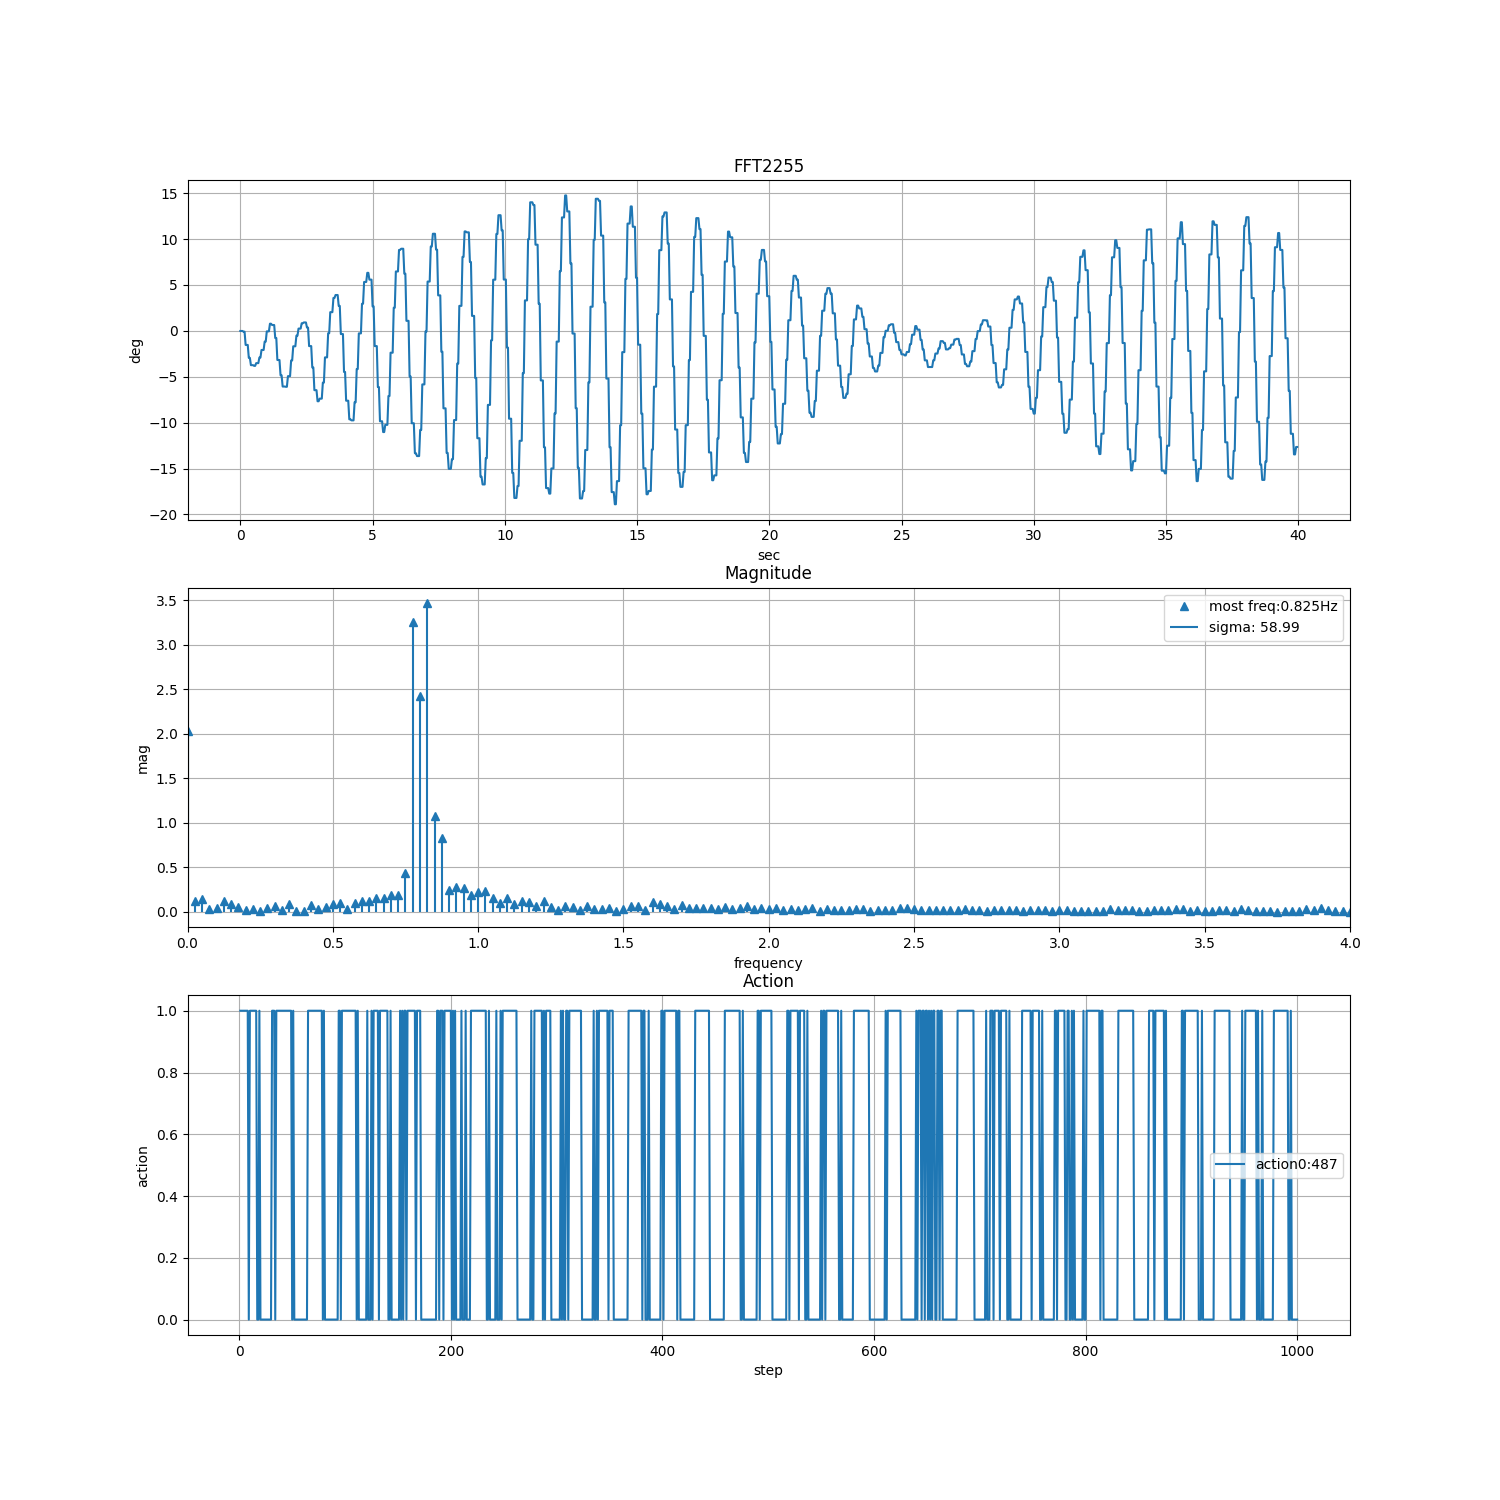 FFT2255
15
10
5
0
−5
−10
−15
−20
deg
0 5 10 15 20 25 30 35 40
sec
Magnitude
3.5
3.0
2.5
2.0
1.5
1.0
0.5
0.0
mag
most freq:0.825Hz
sigma: 58.99
0.0 0.5 1.0 1.5 2.0 2.5 3.0 3.5 4.0
frequency
Action
1.0
0.8
0.6
0.4
0.2
0.0
action
action0:487
0 200 400 600 800 1000
step